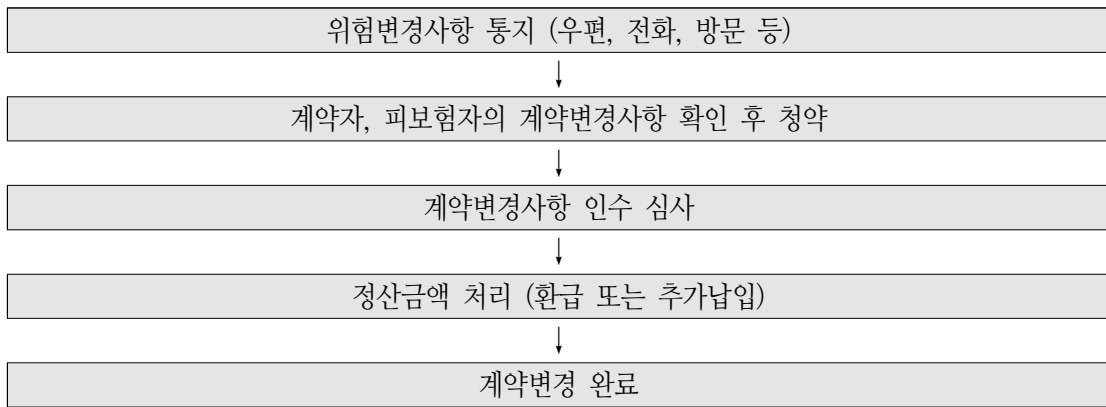 위험변경사항 통지 (우편, 전화, 방문 등)
계약자, 피보험자의 계약변경사항 확인 후 청약
계약변경사항 인수 심사
정산금액 처리 (환급 또는 추가납입)
계약변경 완료